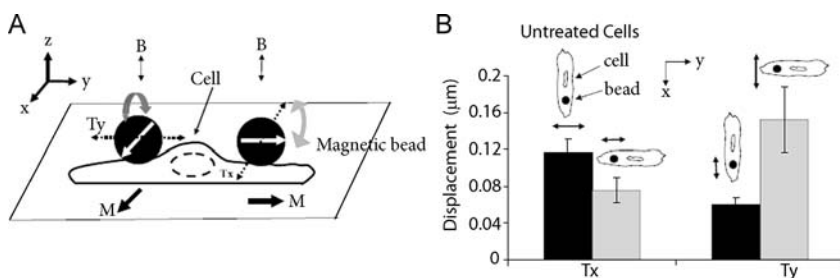 A
z
y
x
B
B
Cell
Ty
Magnetic bead
Tx
M
M
B
Untreated Cells
cell
bead
y
x
Displacement (μm)
0.2
0.16
0.12
0.08
0.04
0
Tx
Ty